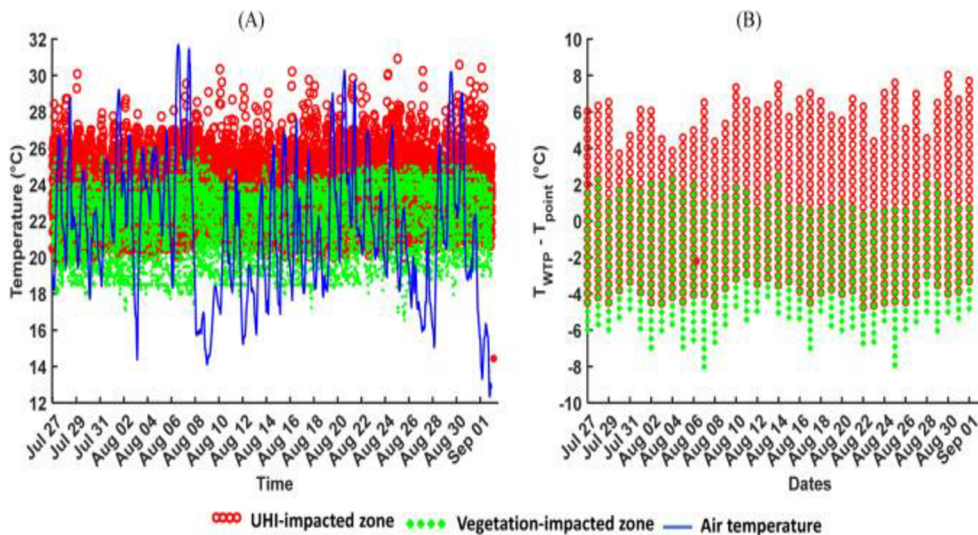 (A)
(B)
Temperature (°C)
32
30
28
26
24
22
20
18
16
14
12
Jul 27
Jul 29
Jul 31
Aug 02
Aug 04
Aug 06
Aug 08
Aug 10
Aug 12
Aug 14
Aug 16
Aug 18
Aug 20
Aug 22
Aug 24
Aug 26
Aug 28
Aug 30
Sep 01
Time
T_WTP - T_point (°C)
10
8
6
4
2
0
-2
-4
-6
-8
-10
Jul 27
Jul 29
Jul 31
Aug 02
Aug 04
Aug 06
Aug 08
Aug 10
Aug 12
Aug 14
Aug 16
Aug 18
Aug 20
Aug 22
Aug 24
Aug 26
Aug 28
Aug 30
Sep 01
Dates
UHI-impacted zone
Vegetation-impacted zone
Air temperature